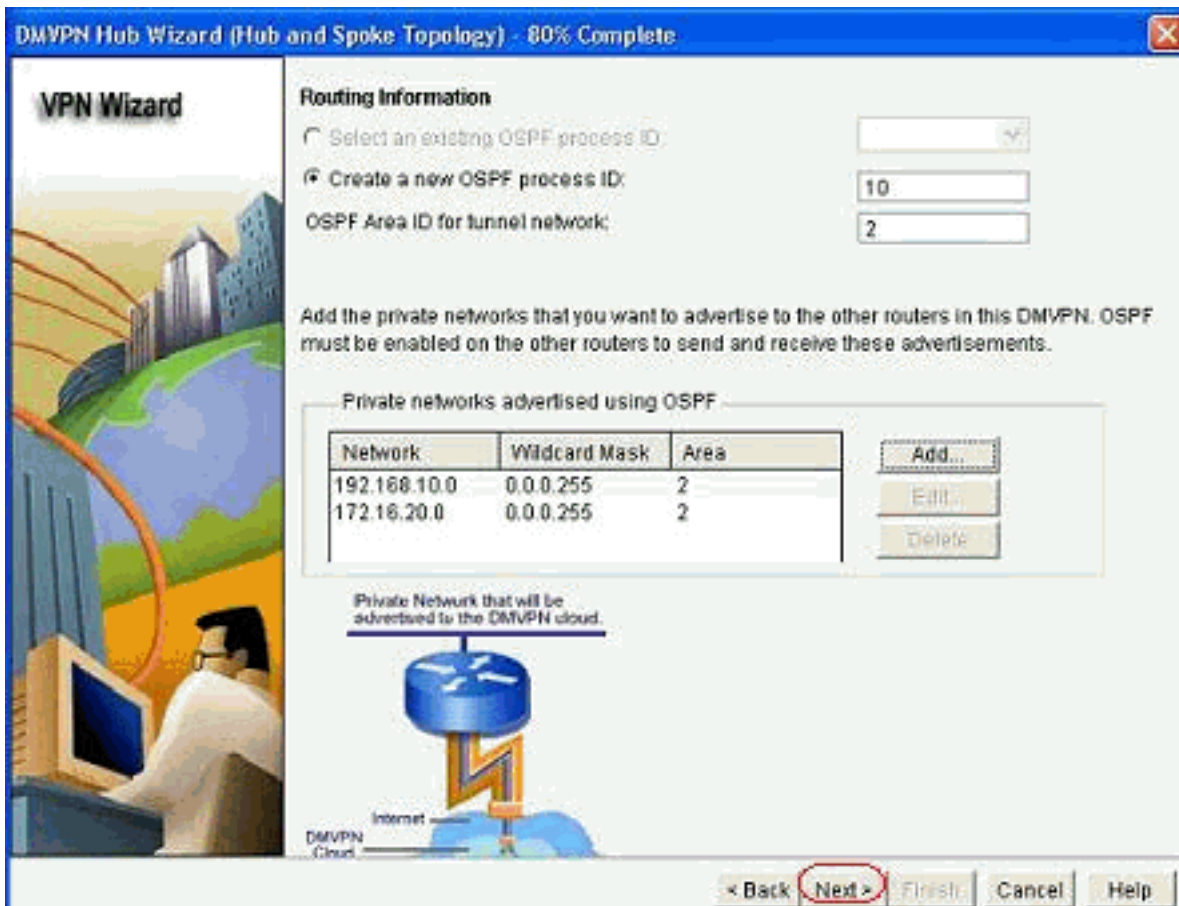 DMVPN Hub Wizard (Hub and Spoke Topology) - 80% Complete
VPN Wizard
Routing Information
Select an existing OSPF process ID:
Create a new OSPF process ID:
10
OSPF Area ID for tunnel network:
2
Add the private networks that you want to advertise to the other routers in this DMVPN. OSPF
must be enabled on the other routers to send and receive these advertisements.
Private networks advertised using OSPF
Network Wildcard Mask Area
192.168.10.0 0.0.0.255 2
172.16.20.0 0.0.0.255 2
Add...
Edit...
Delete
Private Network that will be
advertised to the DMVPN cloud.
Internet
DMVPN
Cloud
< Back Next > Finish Cancel Help